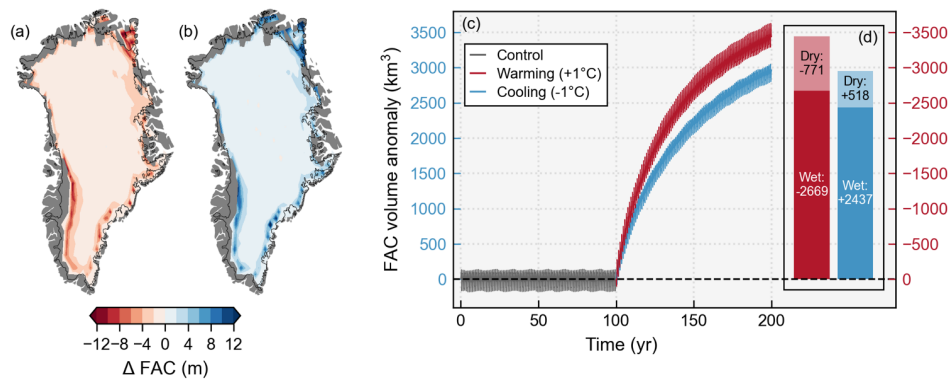 (a)
(b)
−12 −8 −4 0 4 8 12
Δ FAC (m)
(c)
FAC volume anomaly (km³)
3500
3000
2500
2000
1500
1000
500
0
Control
Warming (+1°C)
Cooling (-1°C)
0 50 100 150 200
Time (yr)
(d)
Dry:
-771
Dry:
+518
Wet:
-2669
Wet:
+2437
−3500
−3000
−2500
−2000
−1500
−1000
−500
0